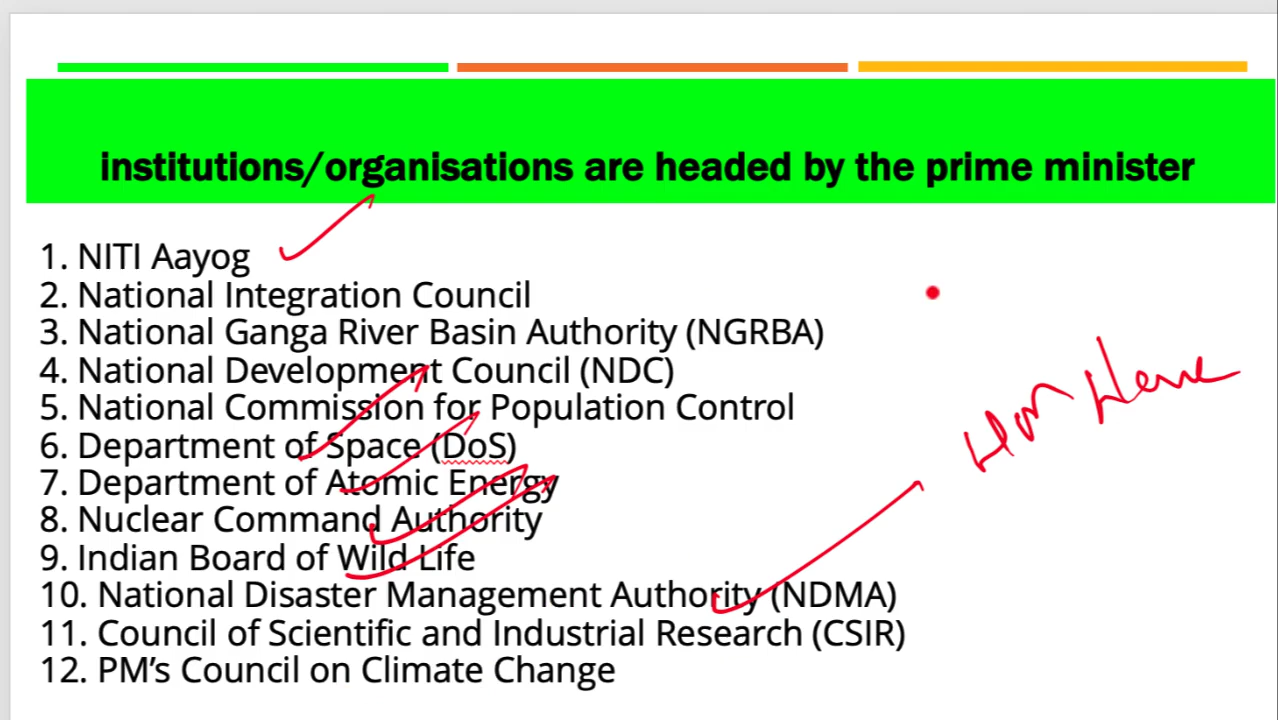 institutions/organisations are headed by the prime minister
1. NITI Aayog
2. National Integration Council
3. National Ganga River Basin Authority (NGRBA)
4. National Development Council (NDC)
5. National Commission for Population Control
6. Department of Space (DoS)
7. Department of Atomic Energy
8. Nuclear Command Authority
9. Indian Board of Wild Life
10. National Disaster Management Authority (NDMA)
11. Council of Scientific and Industrial Research (CSIR)
12. PM’s Council on Climate Change